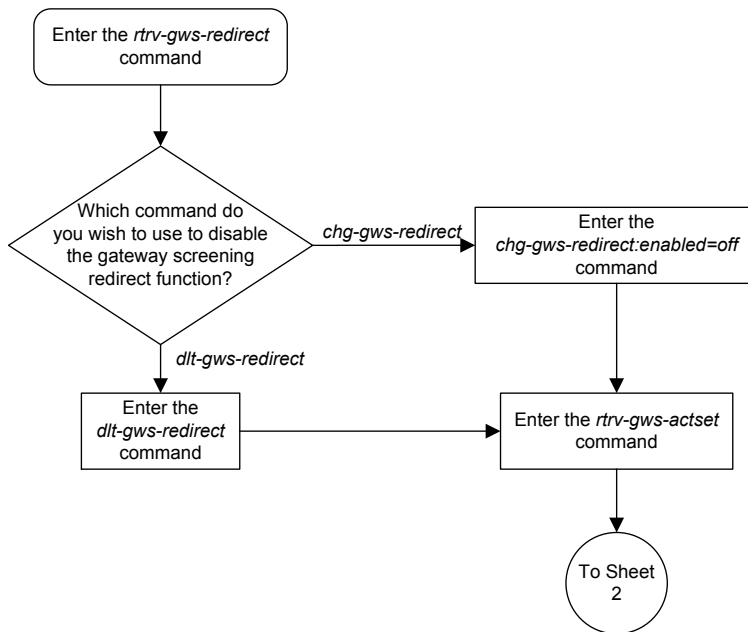 Enter the rtrv-gws-redirect
command
Which command do
you wish to use to disable
the gateway screening
redirect function?
chg-gws-redirect
Enter the
chg-gws-redirect:enabled=off
command
dlt-gws-redirect
Enter the
dlt-gws-redirect
command
Enter the rtrv-gws-actset
command
To Sheet
2